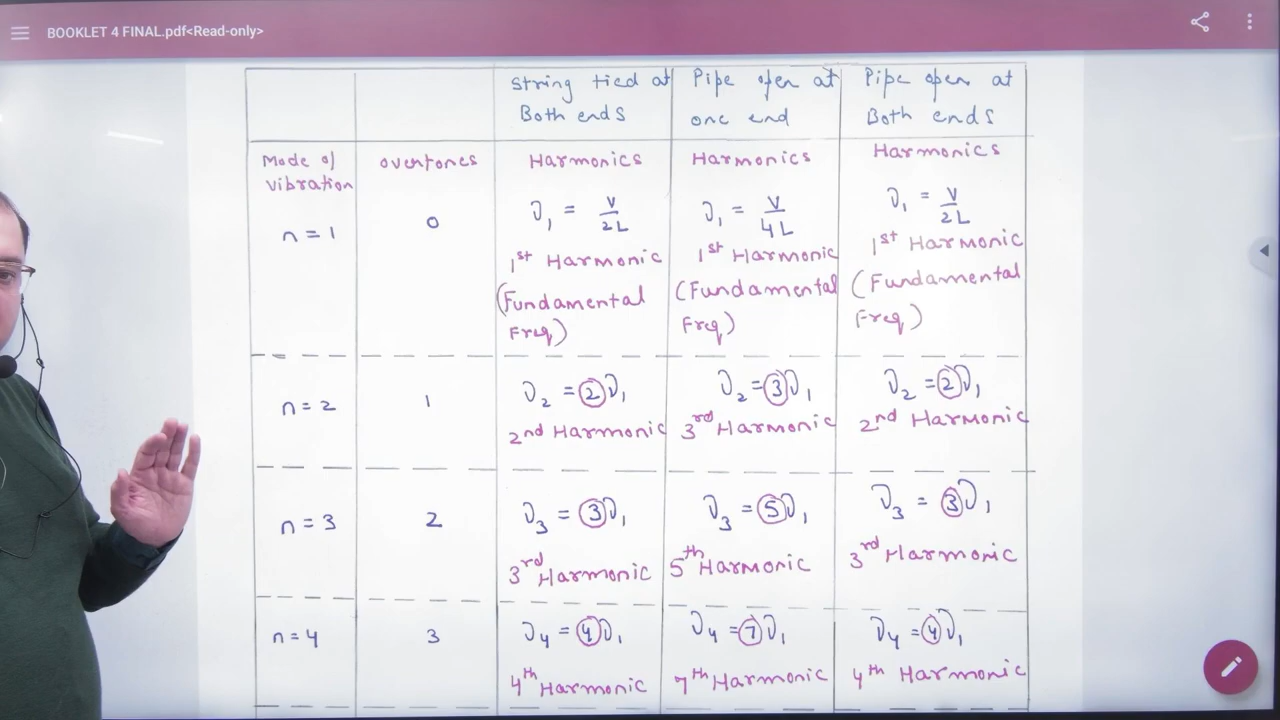 BOOKLET 4 FINAL.pdf<Read-only>
String tied at Both ends
Pipe open at one end
Pipe open at Both ends
Mode of vibration
overtones
Harmonics
Harmonics
Harmonics
n = 1
0
ν₁ = V/2L
1st Harmonic
(Fundamental Freq)
ν₁ = V/4L
1st Harmonic
(Fundamental Freq)
ν₁ = V/2L
1st Harmonic
(Fundamental Freq)
n = 2
1
ν₂ = 2ν₁
2nd Harmonic
ν₂ = 3ν₁
3rd Harmonic
ν₂ = 2ν₁
2nd Harmonic
n = 3
2
ν₃ = 3ν₁
3rd Harmonic
ν₃ = 5ν₁
5th Harmonic
ν₃ = 3ν₁
3rd Harmonic
n = 4
3
ν₄ = 4ν₁
4th Harmonic
ν₄ = 7ν₁
7th Harmonic
ν₄ = 4ν₁
4th Harmonic